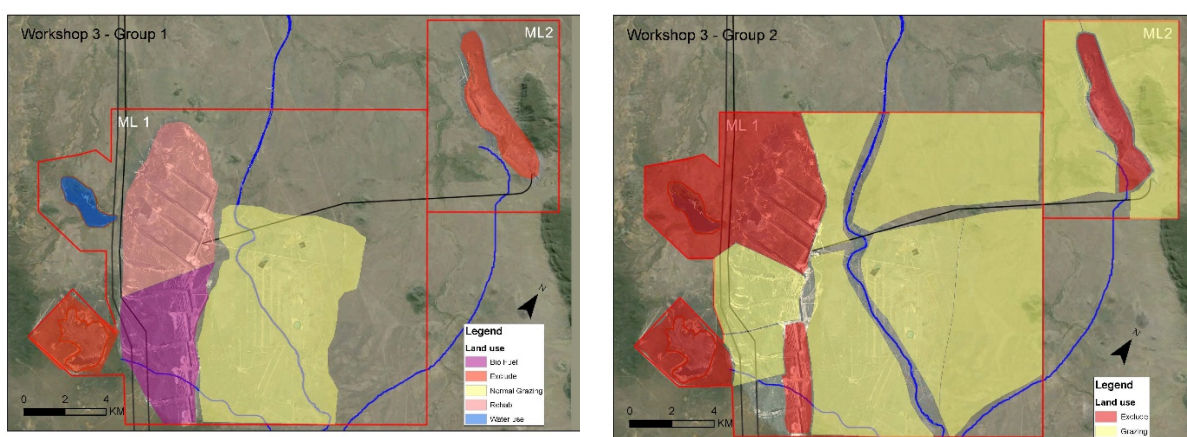 Workshop 3 - Group 1
ML2
ML 1
N
Legend
Land use
Bio Fuel
Exclude
Normal Grazing
Rehab
Water use
0 2 4
KM
Workshop 3 - Group 2
ML2
ML 1
N
Legend
Land use
Exclude
Grazing
0 2 4
KM